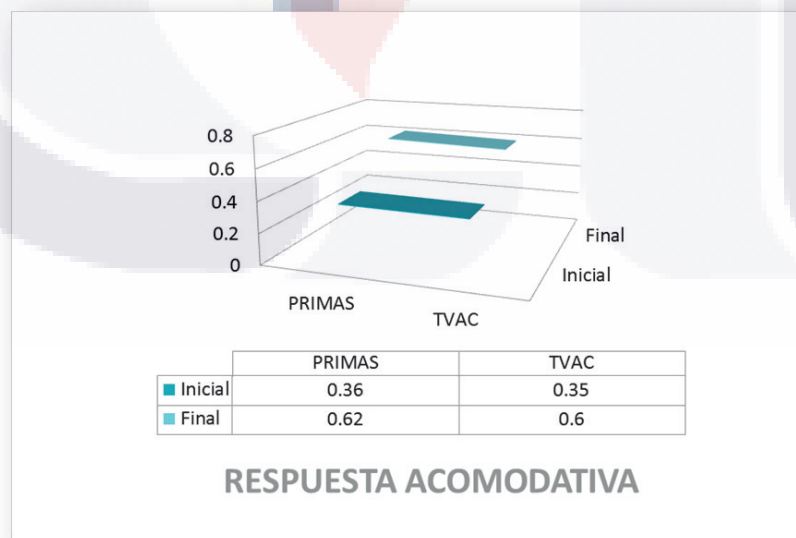 0.8
0.6
0.4
0.2
0
Final
Inicial
PRIMAS
TVAC
PRIMAS TVAC
Inicial 0.36 0.35
Final 0.62 0.6
RESPUESTA ACOMODATIVA